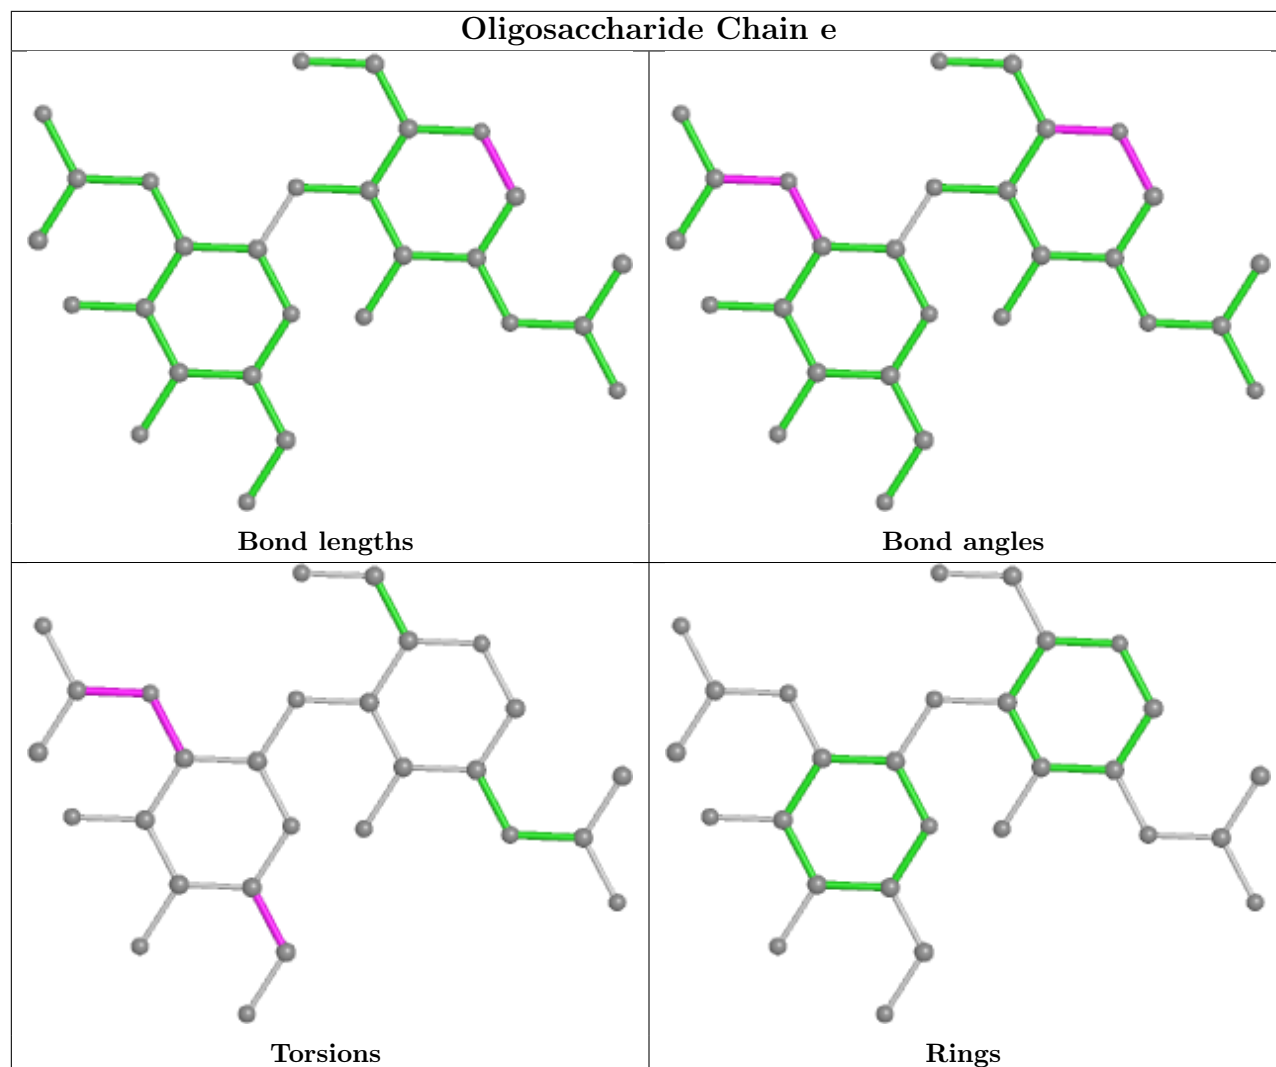 Oligosaccharide Chain e
Bond lengths
Bond angles
Torsions
Rings